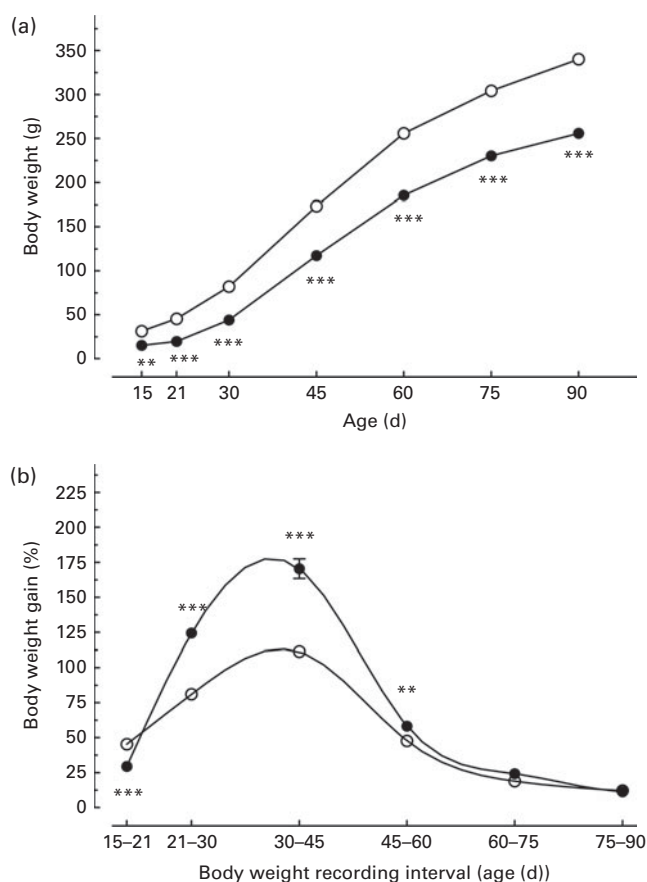 (a)
350
300
250
200
150
100
50
0
Body weight (g)
** *** *** *** *** *** ***
15 21 30 45 60 75 90
Age (d)
(b)
225
200
175
150
125
100
75
50
25
0
Body weight gain (%)
*** *** *** **
15–21 21–30 30–45 45–60 60–75 75–90
Body weight recording interval (age (d))